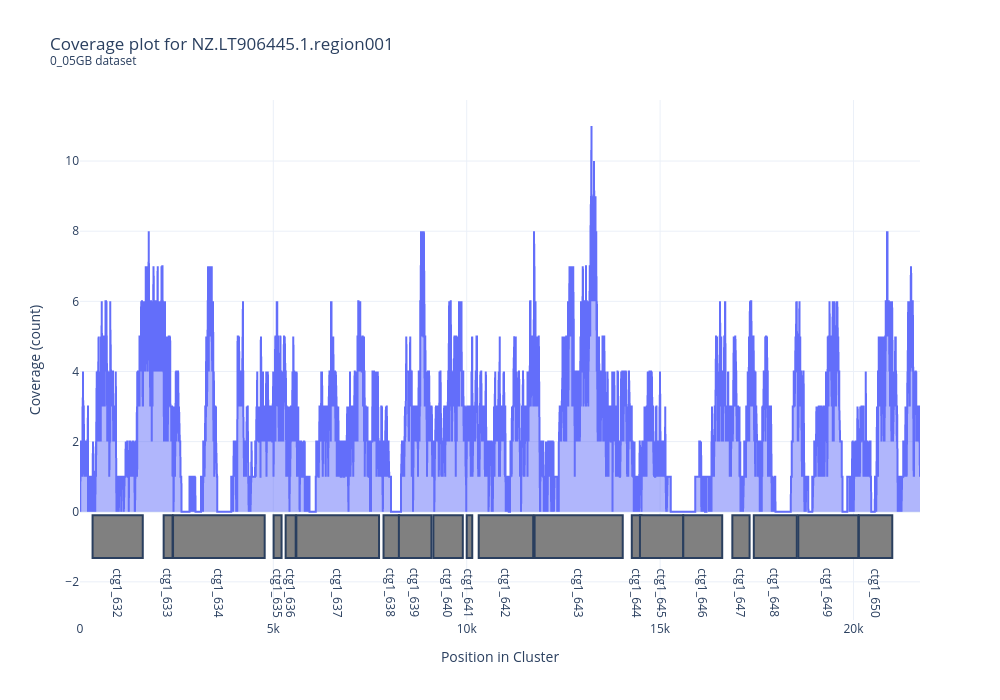 Coverage plot for NZ.LT906445.1.region001
0_05GB dataset
Coverage (count)
10
8
6
4
2
0
−2
ctg1_632
ctg1_633
ctg1_634
ctg1_635
ctg1_636
ctg1_637
ctg1_638
ctg1_639
ctg1_640
ctg1_641
ctg1_642
ctg1_643
ctg1_644
ctg1_645
ctg1_646
ctg1_647
ctg1_648
ctg1_649
ctg1_650
0 5k 10k 15k 20k
Position in Cluster